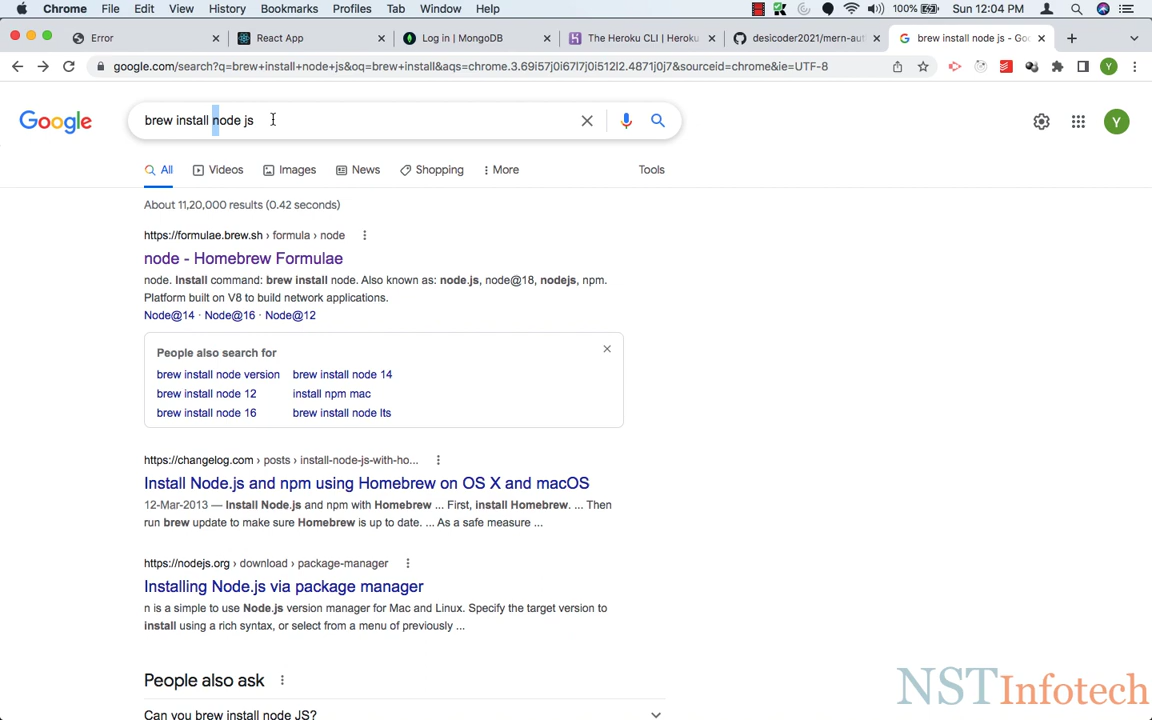 Chrome File Edit View History Bookmarks Profiles Tab Window Help 100% Sun 12:04 PM
Error React App Log in | MongoDB The Heroku CLI | Heroku desicoder2021/mern-aut brew install node js - Goo
google.com/search?q=brew+install+node+js&oq=brew+install&aqs=chrome.3.69i57j0i67l7j0i512l2.4871j0j7&sourceid=chrome&ie=UTF-8 Y
Google brew install node js Y
All Videos Images News Shopping More Tools
About 11,20,000 results (0.42 seconds)
https://formulae.brew.sh › formula › node
node - Homebrew Formulae
node. Install command: brew install node. Also known as: node.js, node@18, nodejs, npm.
Platform built on V8 to build network applications.
Node@14 · Node@16 · Node@12
People also search for
brew install node version brew install node 14
brew install node 12 install npm mac
brew install node 16 brew install node lts
https://changelog.com › posts › install-node-js-with-ho...
Install Node.js and npm using Homebrew on OS X and macOS
12-Mar-2013 — Install Node.js and npm with Homebrew ... First, install Homebrew. ... Then
run brew update to make sure Homebrew is up to date. ... As a safe measure ...
https://nodejs.org › download › package-manager
Installing Node.js via package manager
n is a simple to use Node.js version manager for Mac and Linux. Specify the target version to
install using a rich syntax, or select from a menu of previously ...
People also ask
Can you brew install node JS?
NSTInfotech